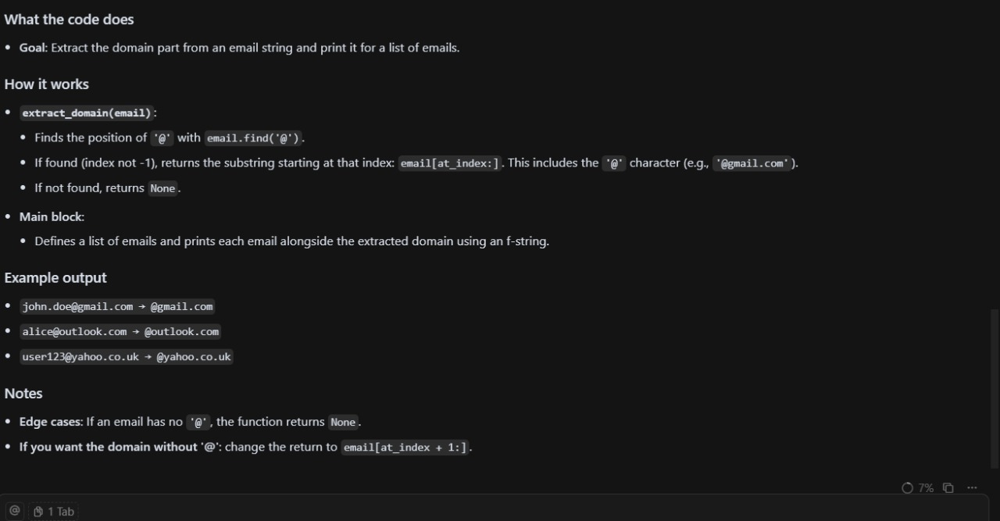 What the code does
• Goal: Extract the domain part from an email string and print it for a list of emails.
How it works
• extract_domain(email):
• Finds the position of '@' with email.find('@').
• If found (index not -1), returns the substring starting at that index: email[at_index:]. This includes the '@' character (e.g., '@gmail.com').
• If not found, returns None.
• Main block:
• Defines a list of emails and prints each email alongside the extracted domain using an f-string.
Example output
• john.doe@gmail.com → @gmail.com
• alice@outlook.com → @outlook.com
• user123@yahoo.co.uk → @yahoo.co.uk
Notes
• Edge cases: If an email has no '@', the function returns None.
• If you want the domain without '@': change the return to email[at_index + 1:].
7% ...
@ 1 Tab